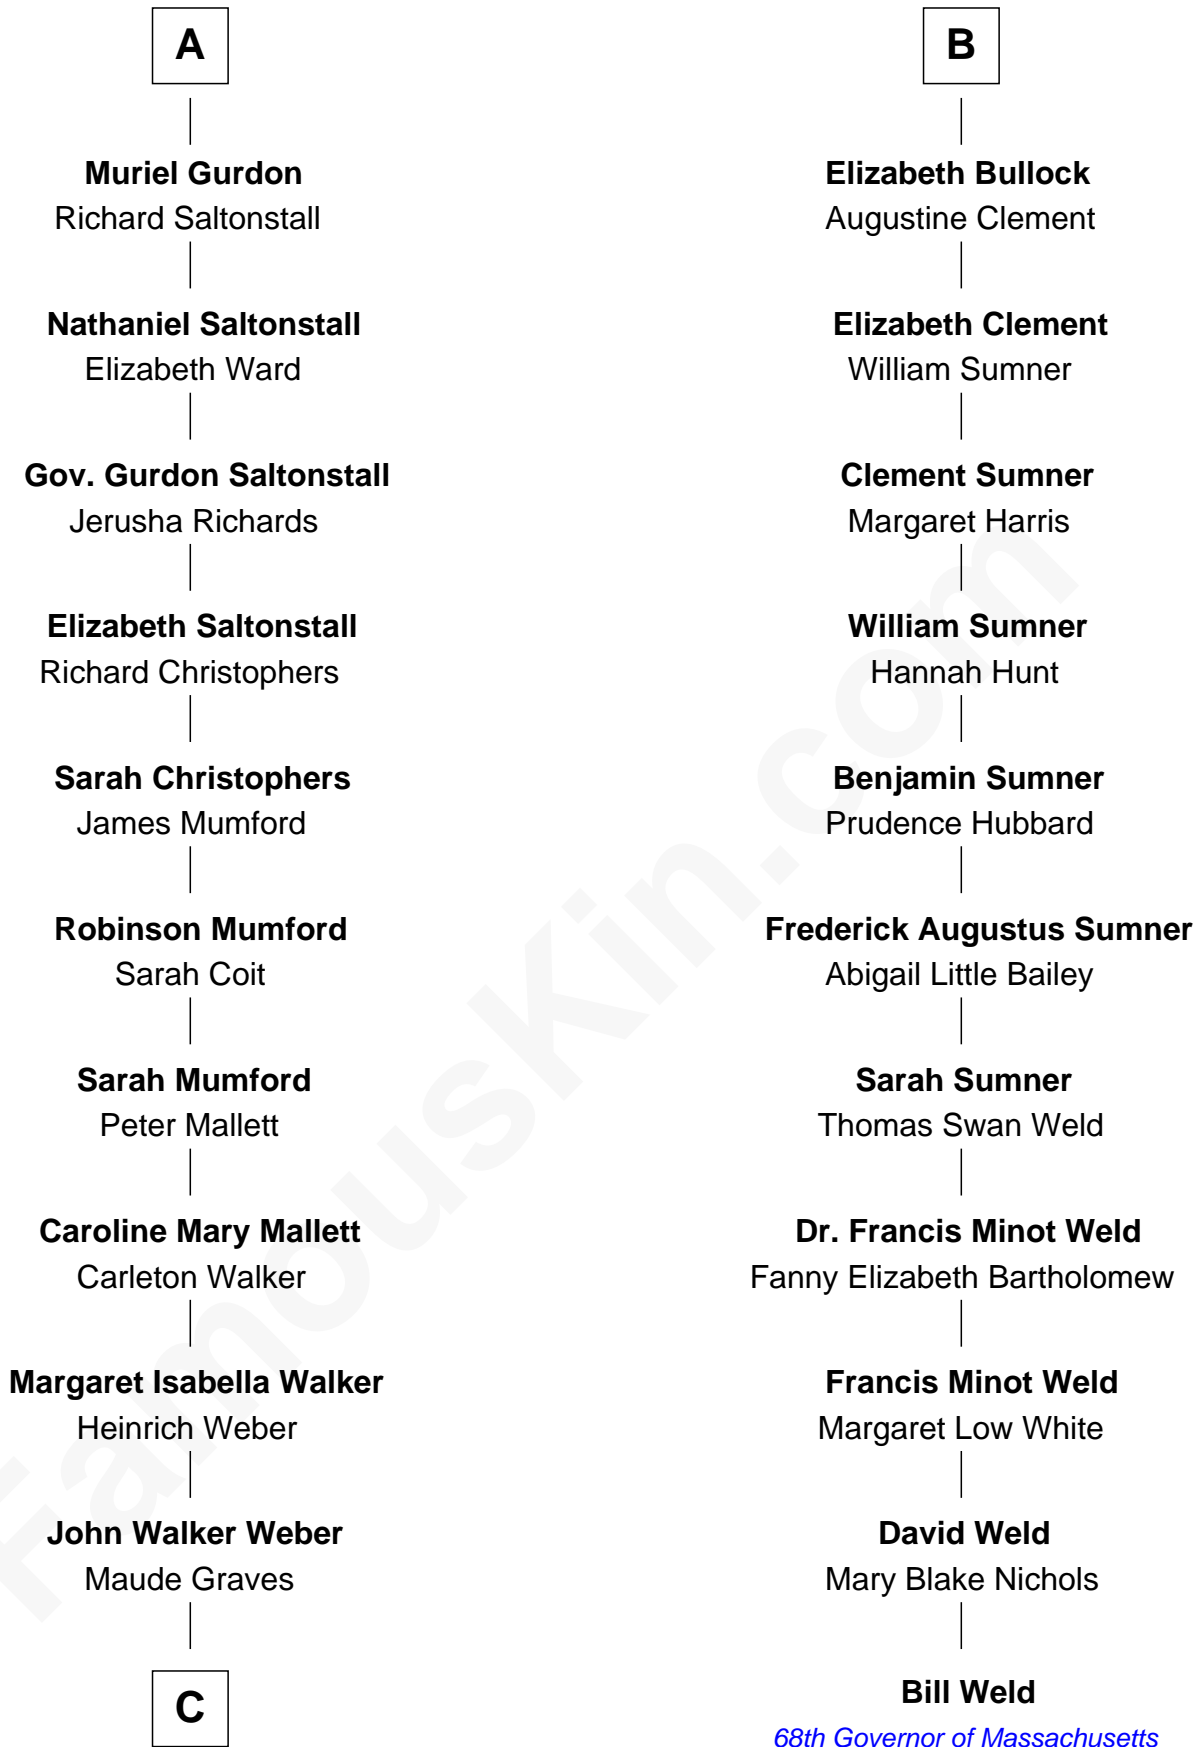 A
Muriel Gurdon
Richard Saltonstall
Nathaniel Saltonstall
Elizabeth Ward
Gov. Gurdon Saltonstall
Jerusha Richards
Elizabeth Saltonstall
Richard Christophers
Sarah Christophers
James Mumford
Robinson Mumford
Sarah Coit
Sarah Mumford
Peter Mallett
Caroline Mary Mallett
Carleton Walker
Margaret Isabella Walker
Heinrich Weber
John Walker Weber
Maude Graves
C
B
Elizabeth Bullock
Augustine Clement
Elizabeth Clement
William Sumner
Clement Sumner
Margaret Harris
William Sumner
Hannah Hunt
Benjamin Sumner
Prudence Hubbard
Frederick Augustus Sumner
Abigail Little Bailey
Sarah Sumner
Thomas Swan Weld
Dr. Francis Minot Weld
Fanny Elizabeth Bartholomew
Francis Minot Weld
Margaret Low White
David Weld
Mary Blake Nichols
Bill Weld
68th Governor of Massachusetts
FamousKin.com